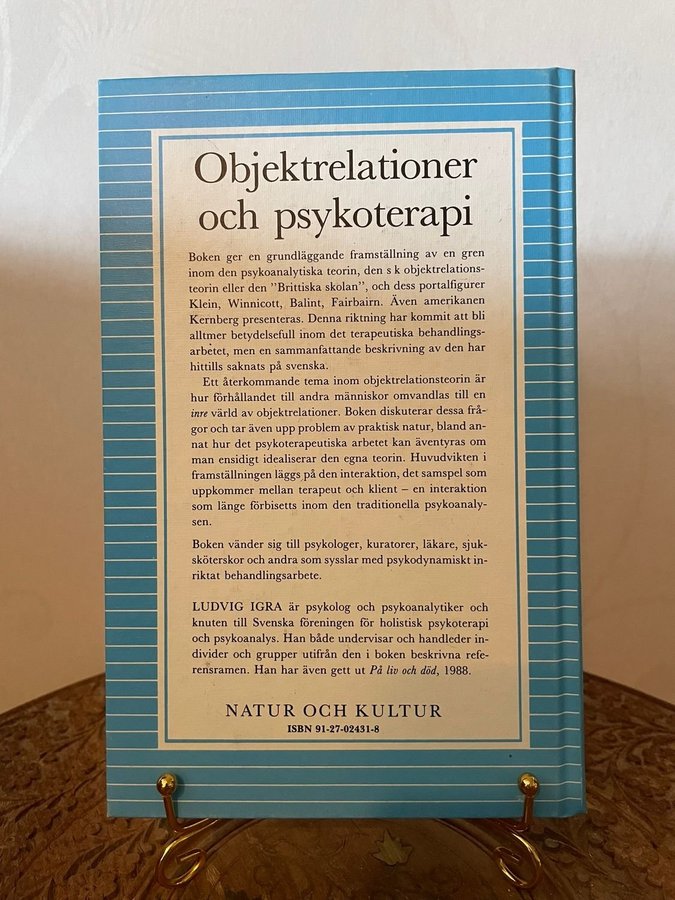 Objektrelationer
och psykoterapi
Boken ger en grundläggande framställning av en gren
inom den psykoanalytiska teorin, den s k objektrelations-
teorin eller den ”Brittiska skolan”, och dess portalfigurer
Klein, Winnicott, Balint, Fairbairn. Även amerikanen
Kernberg presenteras. Denna riktning har kommit att bli
alltmer betydelsefull inom det terapeutiska behandlings-
arbetet, men en sammanfattande beskrivning av den har
hittills saknats på svenska.
Ett återkommande tema inom objektrelationsteorin är
hur förhållandet till andra människor omvandlas till en
inre värld av objektrelationer. Boken diskuterar dessa frå-
gor och tar även upp problem av praktisk natur, bland an-
nat hur det psykoterapeutiska arbetet kan äventyras om
man ensidigt idealiserar den egna teorin. Huvudvikten i
framställningen läggs på den interaktion, det samspel som
uppkommer mellan terapeut och klient – en interaktion
som länge förbisetts inom den traditionella psykoanaly-
sen.
Boken vänder sig till psykologer, kuratorer, läkare, sjuk-
sköterskor och andra som sysslar med psykodynamiskt in-
riktat behandlingsarbete.
LUDVIG IGRA är psykolog och psykoanalytiker och
knuten till Svenska föreningen för holistisk psykoterapi
och psykoanalys. Han både undervisar och handleder in-
divider och grupper utifrån den i boken beskrivna refe-
rensramen. Han har även gett ut På liv och död, 1988.
NATUR OCH KULTUR
ISBN 91-27-02431-8